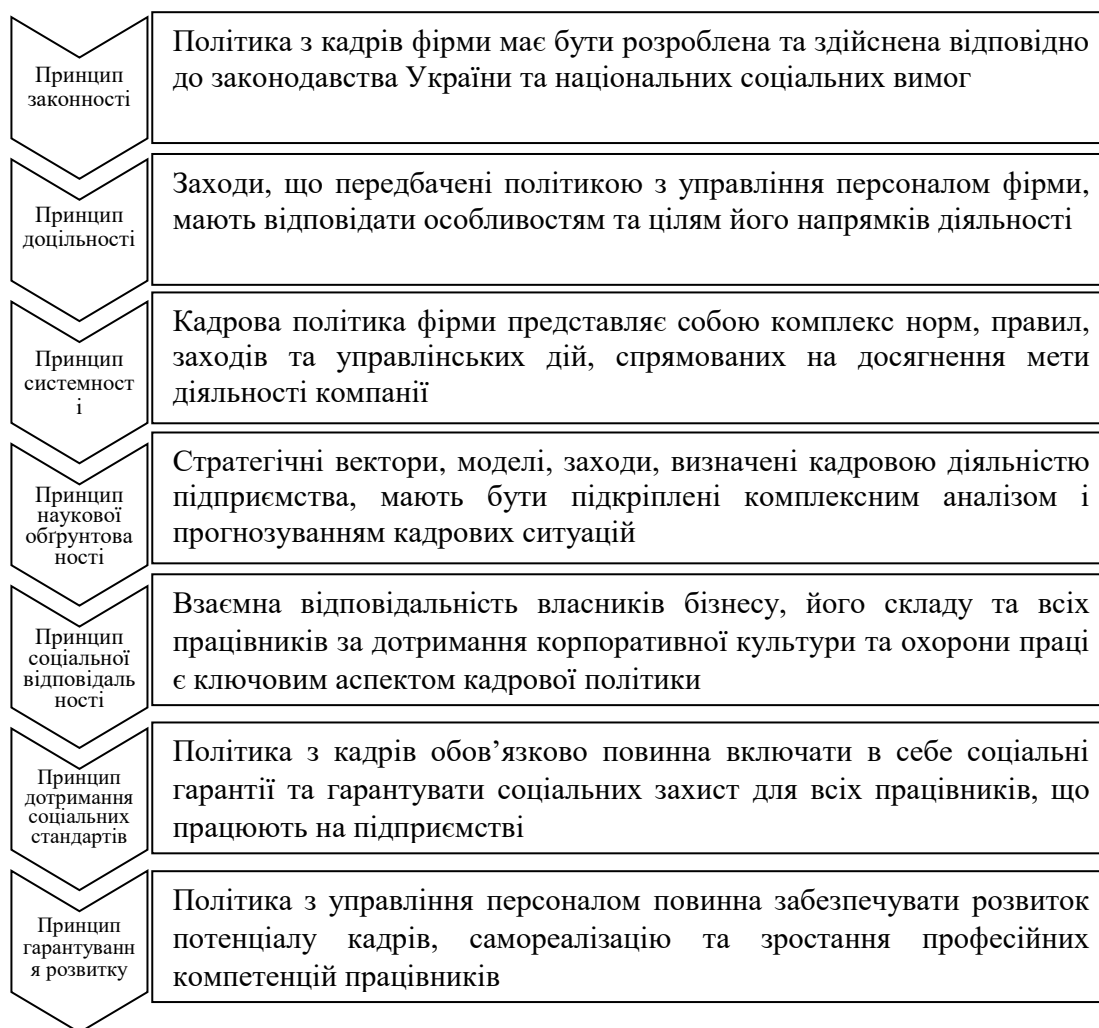 Принцип
законності
Політика з кадрів фірми має бути розроблена та здійснена відповідно
до законодавства України та національних соціальних вимог
Принцип
доцільності
Заходи, що передбачені політикою з управління персоналом фірми,
мають відповідати особливостям та цілям його напрямків діяльності
Принцип
системност
і
Кадрова політика фірми представляє собою комплекс норм, правил,
заходів та управлінських дій, спрямованих на досягнення мети
діяльності компанії
Принцип
наукової
обґрунтова
ності
Стратегічні вектори, моделі, заходи, визначені кадровою діяльністю
підприємства, мають бути підкріплені комплексним аналізом і
прогнозуванням кадрових ситуацій
Принцип
соціальної
відповідаль
ності
Взаємна відповідальність власників бізнесу, його складу та всіх
працівників за дотримання корпоративної культури та охорони праці
є ключовим аспектом кадрової політики
Принцип
дотримання
соціальних
стандартів
Політика з кадрів обов’язково повинна включати в себе соціальні
гарантії та гарантувати соціальних захист для всіх працівників, що
працюють на підприємстві
Принцип
гарантуванн
я розвитку
Політика з управління персоналом повинна забезпечувати розвиток
потенціалу кадрів, самореалізацію та зростання професійних
компетенцій працівників